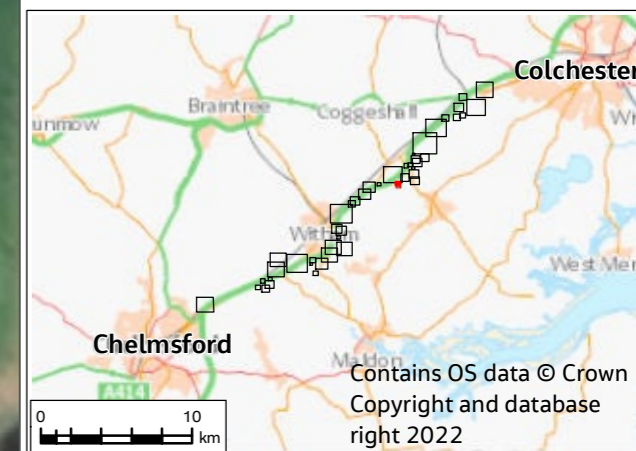 Colchester
Braintree
Coggeshall
unmow
Witham
West Mer
Chelmsford
Maldon
A414
Contains OS data © Crown
Copyright and database
right 2022
0 10
km